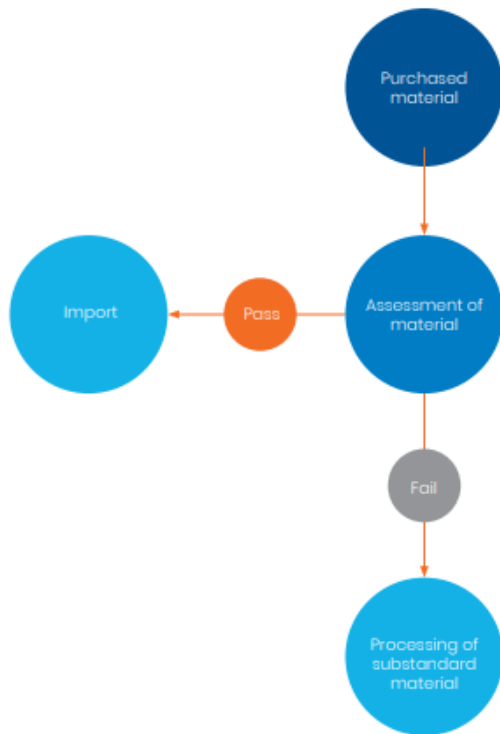 Purchased
material
Import
Pass
Assessment of
material
Fail
Processing of
substandard
material